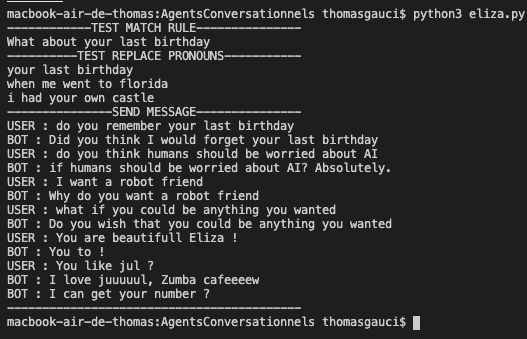 macbook-air-de-thomas:AgentsConversationnels thomasgauci$ python3 eliza.py
------------TEST MATCH RULE---------------
What about your last birthday
----------TEST REPLACE PRONOUNS------------
your last birthday
when me went to florida
i had your own castle
---------------SEND MESSAGE---------------
USER : do you remember your last birthday
BOT : Did you think I would forget your last birthday
USER : do you think humans should be worried about AI
BOT : if humans should be worried about AI? Absolutely.
USER : I want a robot friend
BOT : Why do you want a robot friend
USER : what if you could be anything you wanted
BOT : Do you wish that you could be anything you wanted
USER : You are beautifull Eliza !
BOT : You to !
USER : You like jul ?
BOT : I love juuuuul, Zumba cafeeeew
BOT : I can get your number ?
------------------------------------------
macbook-air-de-thomas:AgentsConversationnels thomasgauci$